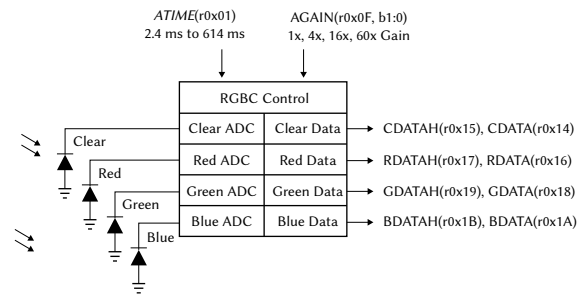 ATIME(r0x01)
2.4 ms to 614 ms
AGAIN(r0x0F, b1:0)
1x, 4x, 16x, 60x Gain
RGBC Control
Clear ADC
Clear Data
CDATAH(r0x15), CDATA(r0x14)
Clear
Red ADC
Red Data
RDATAH(r0x17), RDATA(r0x16)
Red
Green ADC
Green Data
GDATAH(r0x19), GDATA(r0x18)
Green
Blue ADC
Blue Data
BDATAH(r0x1B), BDATA(r0x1A)
Blue